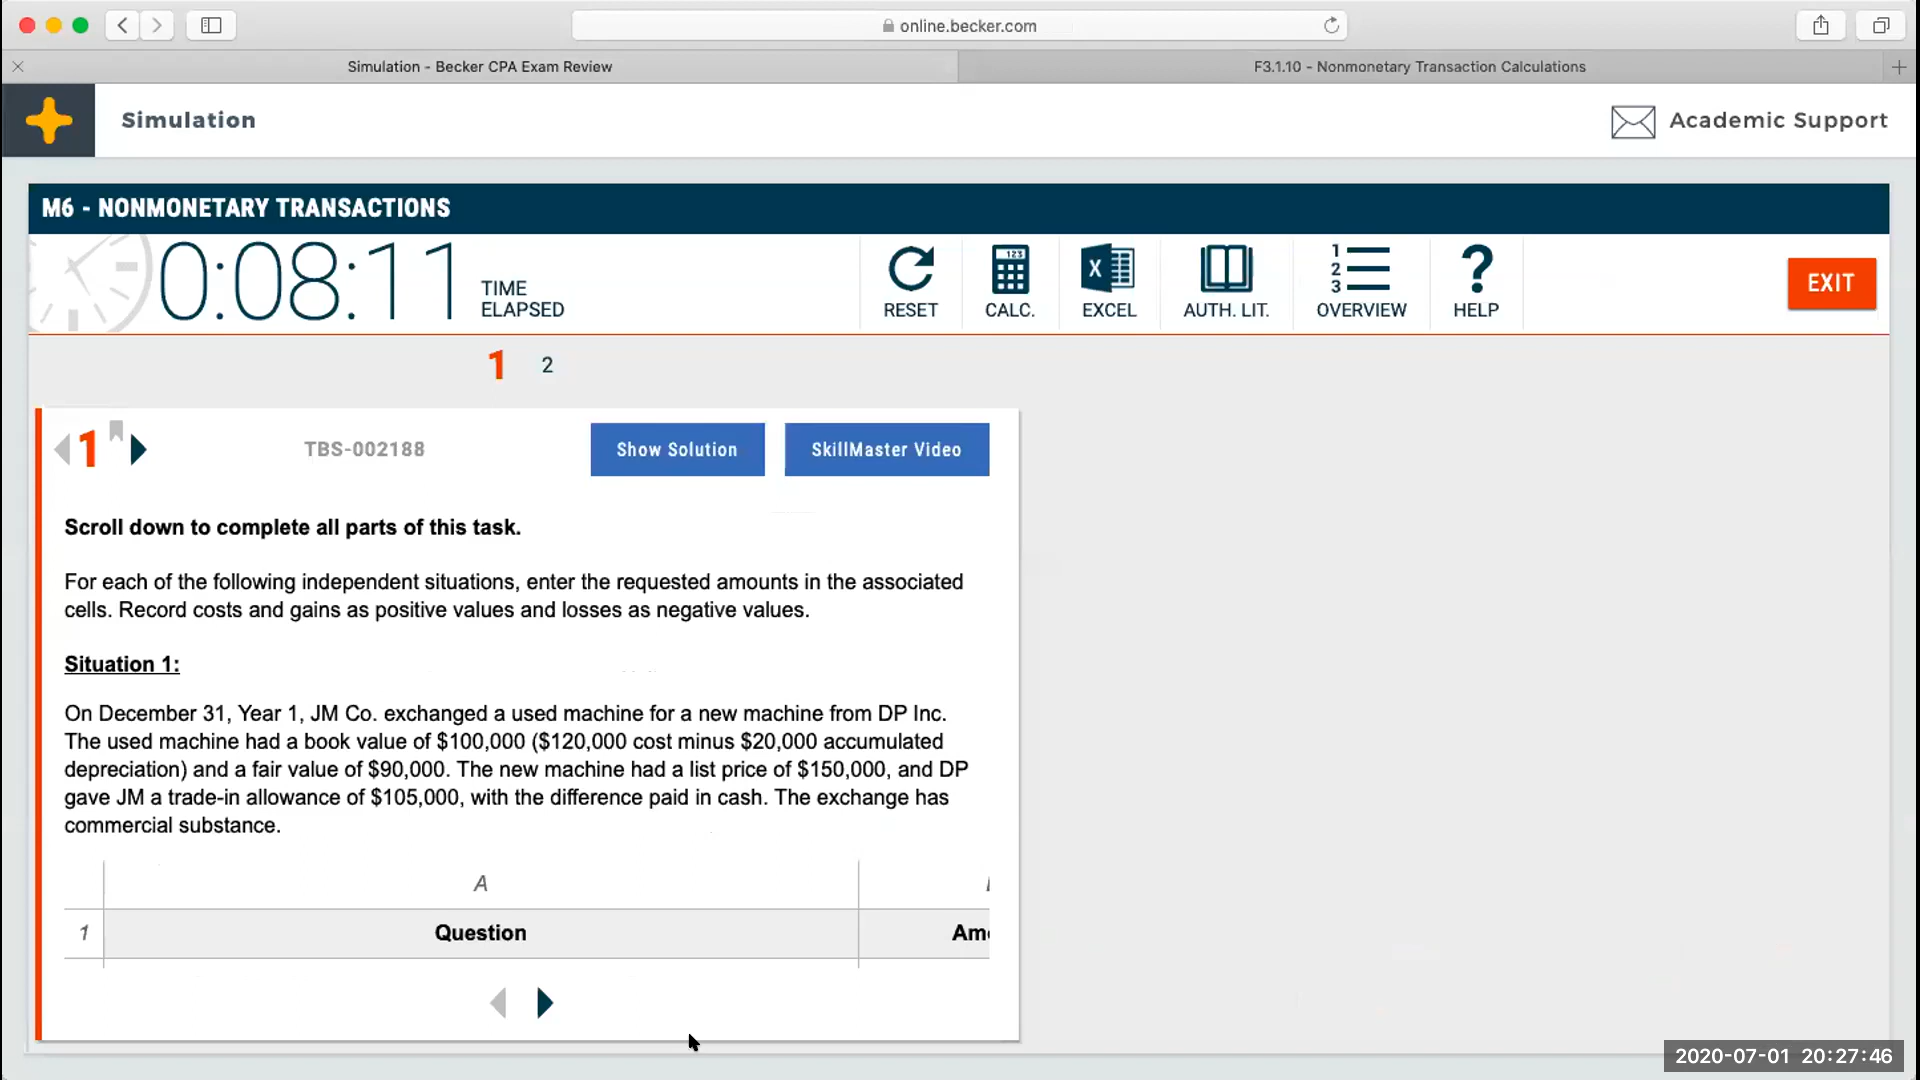 online.becker.com
Simulation - Becker CPA Exam Review
F3.1.10 - Nonmonetary Transaction Calculations
Simulation
Academic Support
M6 - NONMONETARY TRANSACTIONS
0:08:11
TIME
ELAPSED
RESET
CALC.
EXCEL
AUTH. LIT.
OVERVIEW
HELP
EXIT
1 2
1
TBS-002188
Show Solution
SkillMaster Video
Scroll down to complete all parts of this task.
For each of the following independent situations, enter the requested amounts in the associated
cells. Record costs and gains as positive values and losses as negative values.
Situation 1:
On December 31, Year 1, JM Co. exchanged a used machine for a new machine from DP Inc.
The used machine had a book value of $100,000 ($120,000 cost minus $20,000 accumulated
depreciation) and a fair value of $90,000. The new machine had a list price of $150,000, and DP
gave JM a trade-in allowance of $105,000, with the difference paid in cash. The exchange has
commercial substance.
A
1 Question
2020-07-01 20:27:46